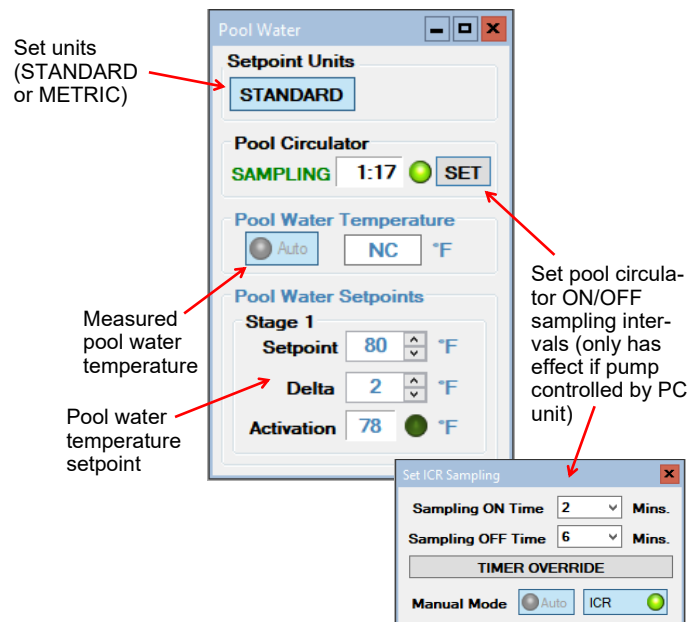 Set units
(STANDARD
or METRIC)
Pool Water
Setpoint Units
STANDARD
Pool Circulator
SAMPLING 1:17 SET
Pool Water Temperature
Auto NC °F
Pool Water Setpoints
Stage 1
Setpoint 80 °F
Delta 2 °F
Activation 78 °F
Measured
pool water
temperature
Pool water
temperature
setpoint
Set pool circula-
tor ON/OFF
sampling inter-
vals (only has
effect if pump
controlled by PC
unit)
Set ICR Sampling
Sampling ON Time 2 Mins.
Sampling OFF Time 6 Mins.
TIMER OVERRIDE
Manual Mode Auto ICR